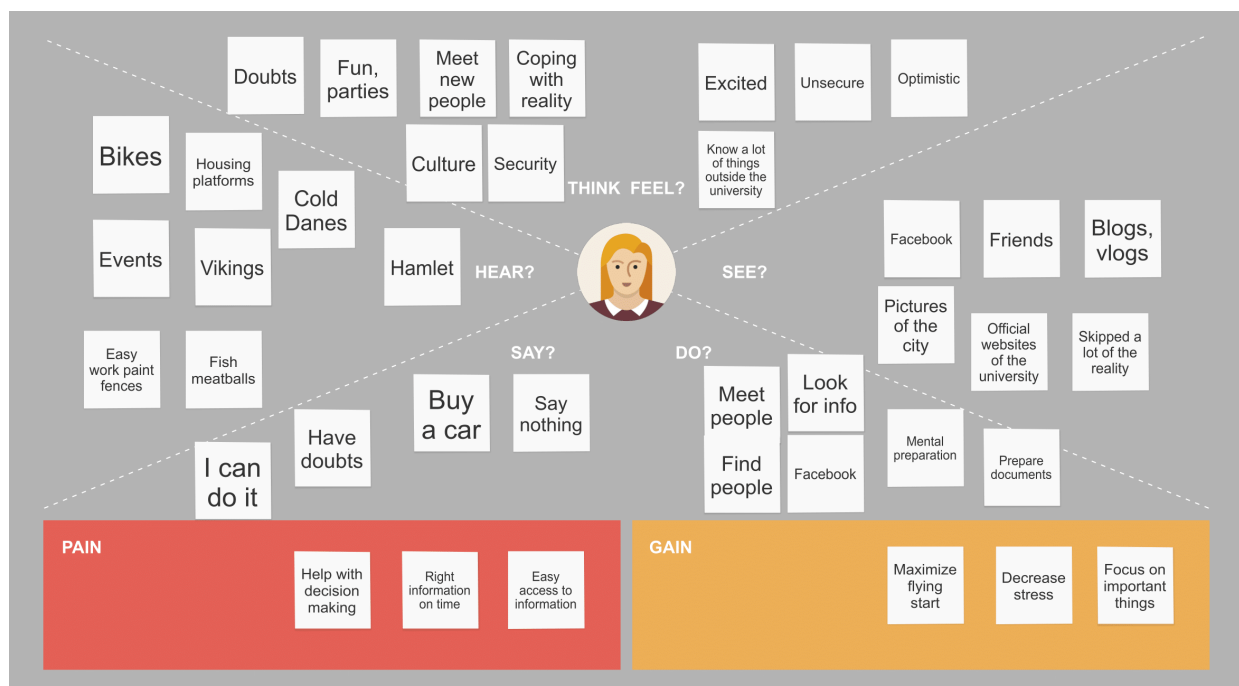 Doubts
Fun,
parties
Meet
new
people
Coping
with
reality
Culture
Security
THINK FEEL?
Excited
Unsecure
Optimistic
Know a lot
of things
outside the
university
Bikes
Housing
platforms
Cold
Danes
Events
Vikings
Hamlet
HEAR?
Easy
work paint
fences
Fish
meatballs
SEE?
Facebook
Friends
Blogs,
vlogs
Pictures
of the
city
Official
websites
of the
university
Skipped a
lot of the
reality
SAY?
Buy
a car
Say
nothing
Have
doubts
I can
do it
DO?
Meet
people
Look
for info
Find
people
Facebook
Mental
preparation
Prepare
documents
PAIN
Help with
decision
making
Right
information
on time
Easy
access to
information
GAIN
Maximize
flying
start
Decrease
stress
Focus on
important
things